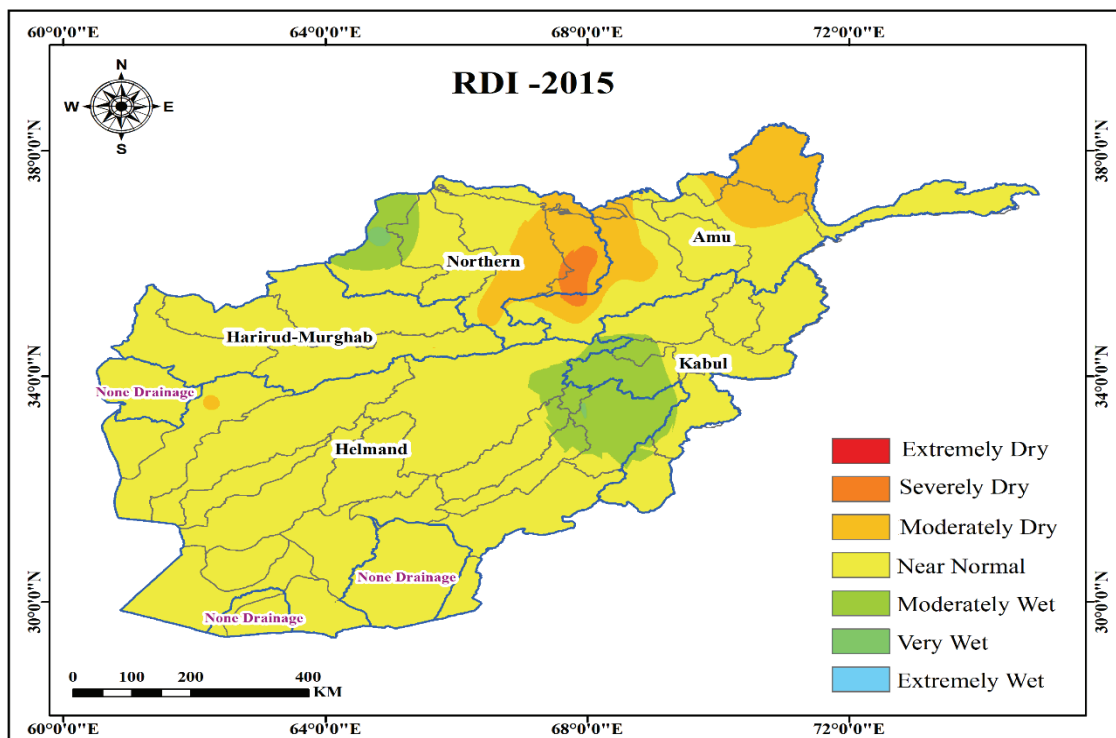 60°0'0"E 64°0'0"E 68°0'0"E 72°0'0"E
N
W E
S
RDI -2015
38°0'0"N 38°0'0"N
Amu
Northern
Harirud-Murghab
Kabul
34°0'0"N 34°0'0"N
None Drainage
Helmand
Extremely Dry
Severely Dry
Moderately Dry
Near Normal
None Drainage
30°0'0"N 30°0'0"N
Moderately Wet
None Drainage
Very Wet
Extremely Wet
0 100 200 400
KM
60°0'0"E 64°0'0"E 68°0'0"E 72°0'0"E